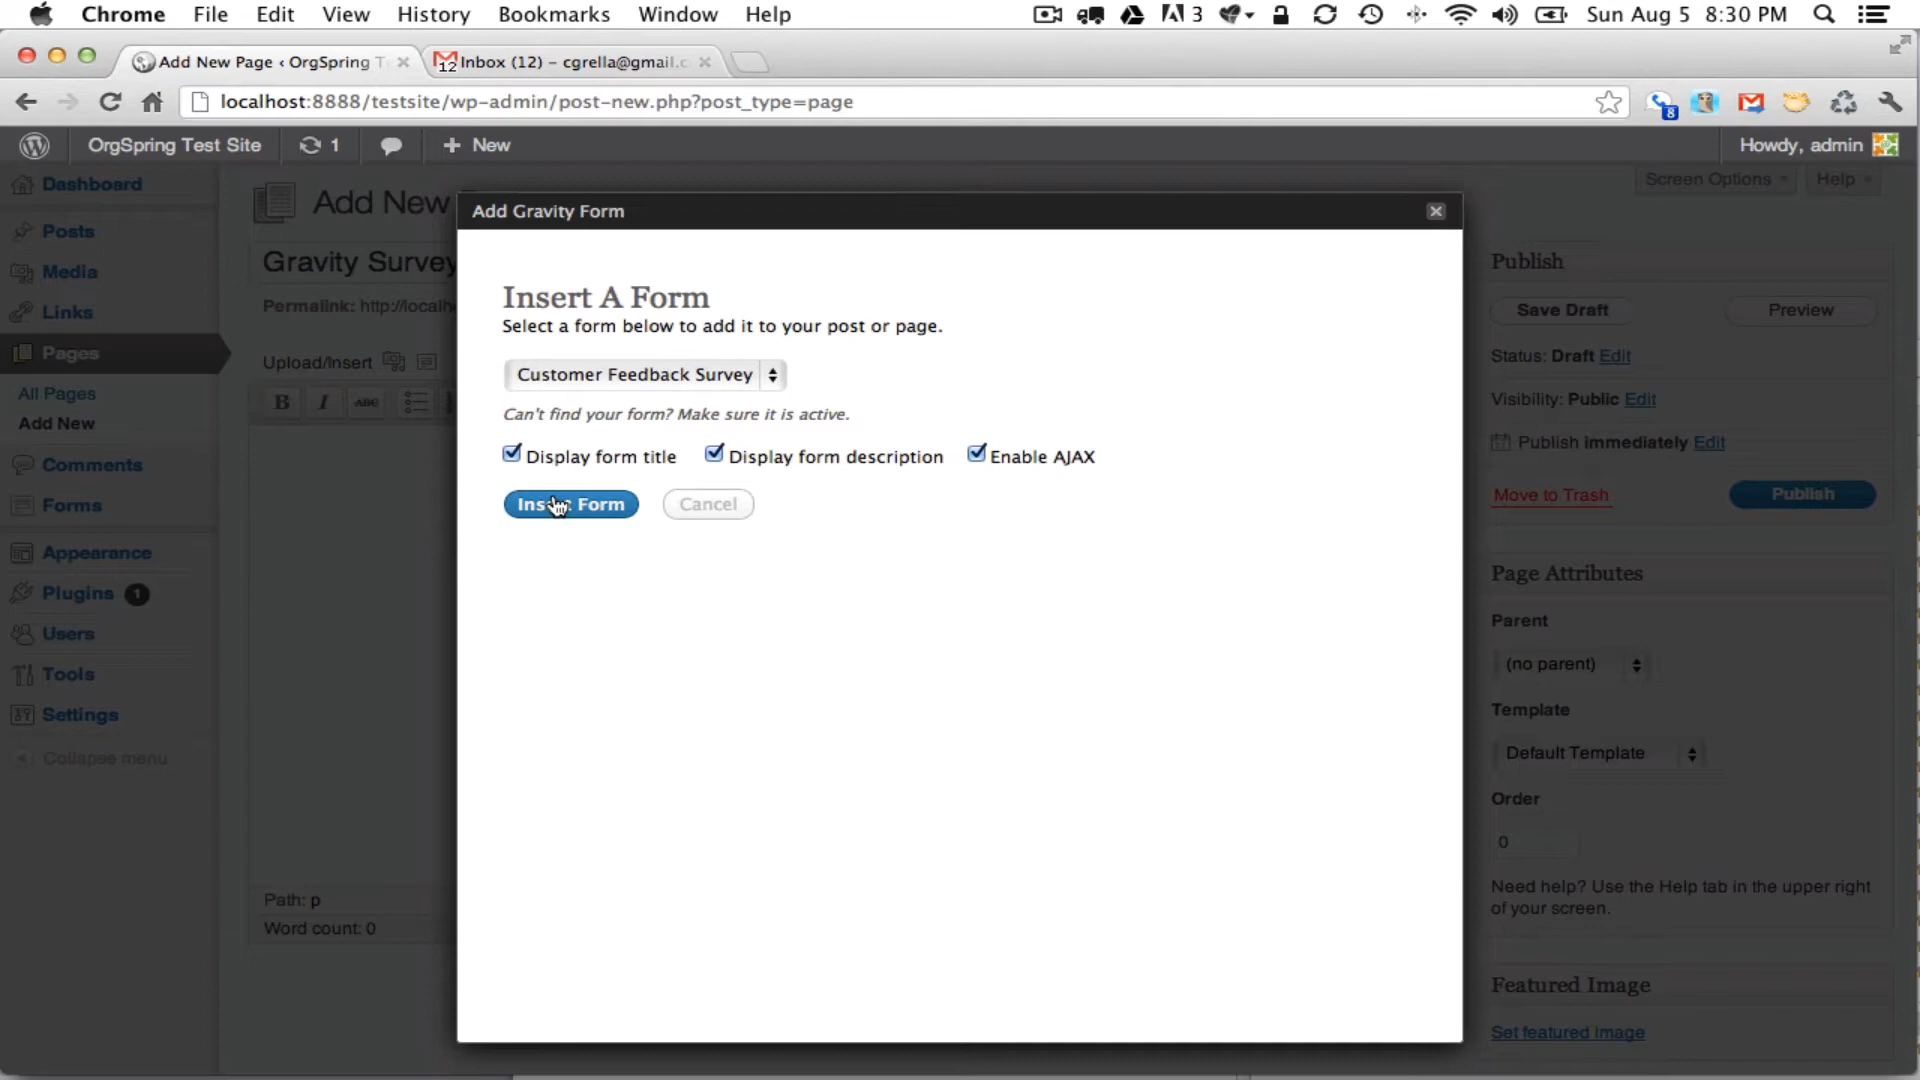 Chrome File Edit View History Bookmarks Window Help 3 Sun Aug 5 8:30 PM
Add New Page ‹ OrgSpring T 12 Inbox (12) – cgrella@gmail.c
localhost:8888/testsite/wp-admin/post-new.php?post_type=page 8
OrgSpring Test Site 1 + New Howdy, admin
Dashboard
Posts
Media
Links
Pages
All Pages
Add New
Comments
Forms
Appearance
Plugins 1
Users
Tools
Settings
Collapse menu
Add New
Screen Options Help
Gravity Survey
Permalink: http://localh
Upload/Insert
B I ABC
Path: p
Word count: 0
Add Gravity Form
Insert A Form
Select a form below to add it to your post or page.
Customer Feedback Survey
Can't find your form? Make sure it is active.
Display form title Display form description Enable AJAX
Form Cancel
Publish
Save Draft Preview
Status: Draft Edit
Visibility: Public Edit
Publish immediately Edit
Move to Trash Publish
Page Attributes
Parent
(no parent)
Template
Default Template
Order
0
Need help? Use the Help tab in the upper right
of your screen.
Featured Image
Set featured image